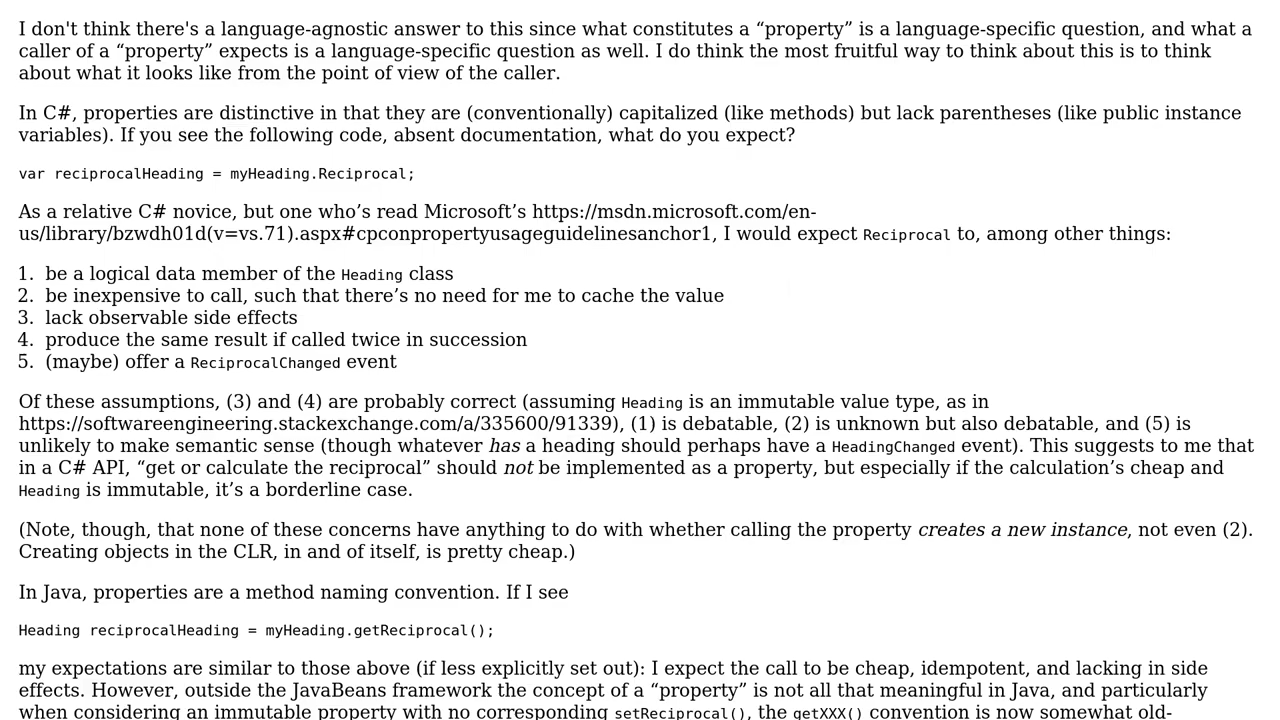 I don't think there's a language-agnostic answer to this since what constitutes a “property” is a language-specific question, and what a
caller of a “property” expects is a language-specific question as well. I do think the most fruitful way to think about this is to think
about what it looks like from the point of view of the caller.
In C#, properties are distinctive in that they are (conventionally) capitalized (like methods) but lack parentheses (like public instance
variables). If you see the following code, absent documentation, what do you expect?
var reciprocalHeading = myHeading.Reciprocal;
As a relative C# novice, but one who’s read Microsoft’s https://msdn.microsoft.com/en-
us/library/bzwdh01d(v=vs.71).aspx#cpconpropertyusageguidelinesanchor1, I would expect Reciprocal to, among other things:
1. be a logical data member of the Heading class
2. be inexpensive to call, such that there’s no need for me to cache the value
3. lack observable side effects
4. produce the same result if called twice in succession
5. (maybe) offer a ReciprocalChanged event
Of these assumptions, (3) and (4) are probably correct (assuming Heading is an immutable value type, as in
https://softwareengineering.stackexchange.com/a/335600/91339), (1) is debatable, (2) is unknown but also debatable, and (5) is
unlikely to make semantic sense (though whatever has a heading should perhaps have a HeadingChanged event). This suggests to me that
in a C# API, “get or calculate the reciprocal” should not be implemented as a property, but especially if the calculation’s cheap and
Heading is immutable, it’s a borderline case.
(Note, though, that none of these concerns have anything to do with whether calling the property creates a new instance, not even (2).
Creating objects in the CLR, in and of itself, is pretty cheap.)
In Java, properties are a method naming convention. If I see
Heading reciprocalHeading = myHeading.getReciprocal();
my expectations are similar to those above (if less explicitly set out): I expect the call to be cheap, idempotent, and lacking in side
effects. However, outside the JavaBeans framework the concept of a “property” is not all that meaningful in Java, and particularly
when considering an immutable property with no corresponding setReciprocal(), the getXXX() convention is now somewhat old-